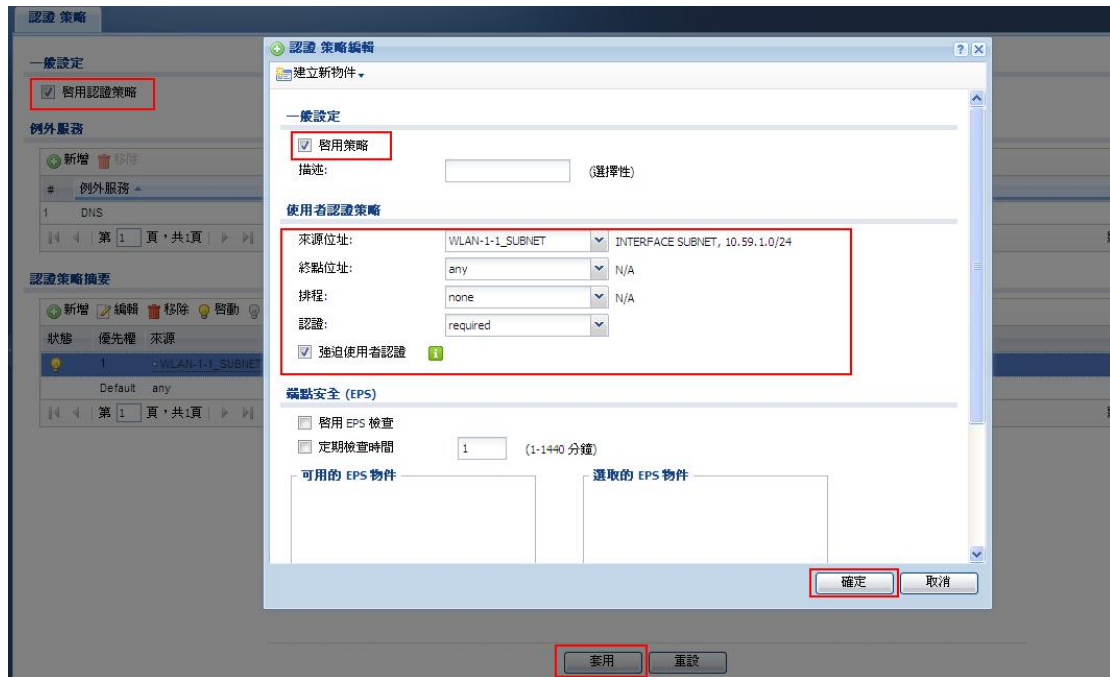 認證 策略
一般設定
啓用認證策略
例外服務
新增 移除
# 例外服務
1 DNS
第 1 頁，共1頁
認證策略摘要
新增 編輯 移除 啓動
狀態 優先權 來源
1 WLAN-1-1_SUBNET
Default any
第 1 頁，共1頁
認證 策略編輯
建立新物件
一般設定
啓用策略
描述: (選擇性)
使用者認證策略
來源位址: WLAN-1-1_SUBNET INTERFACE SUBNET, 10.59.1.0/24
終點位址: any N/A
排程: none N/A
認證: required
強迫使用者認證
端點安全 (EPS)
啓用 EPS 檢查
定期檢查時間 1 (1-1440 分鐘)
可用的 EPS 物件 選取的 EPS 物件
確定 取消
套用 重設